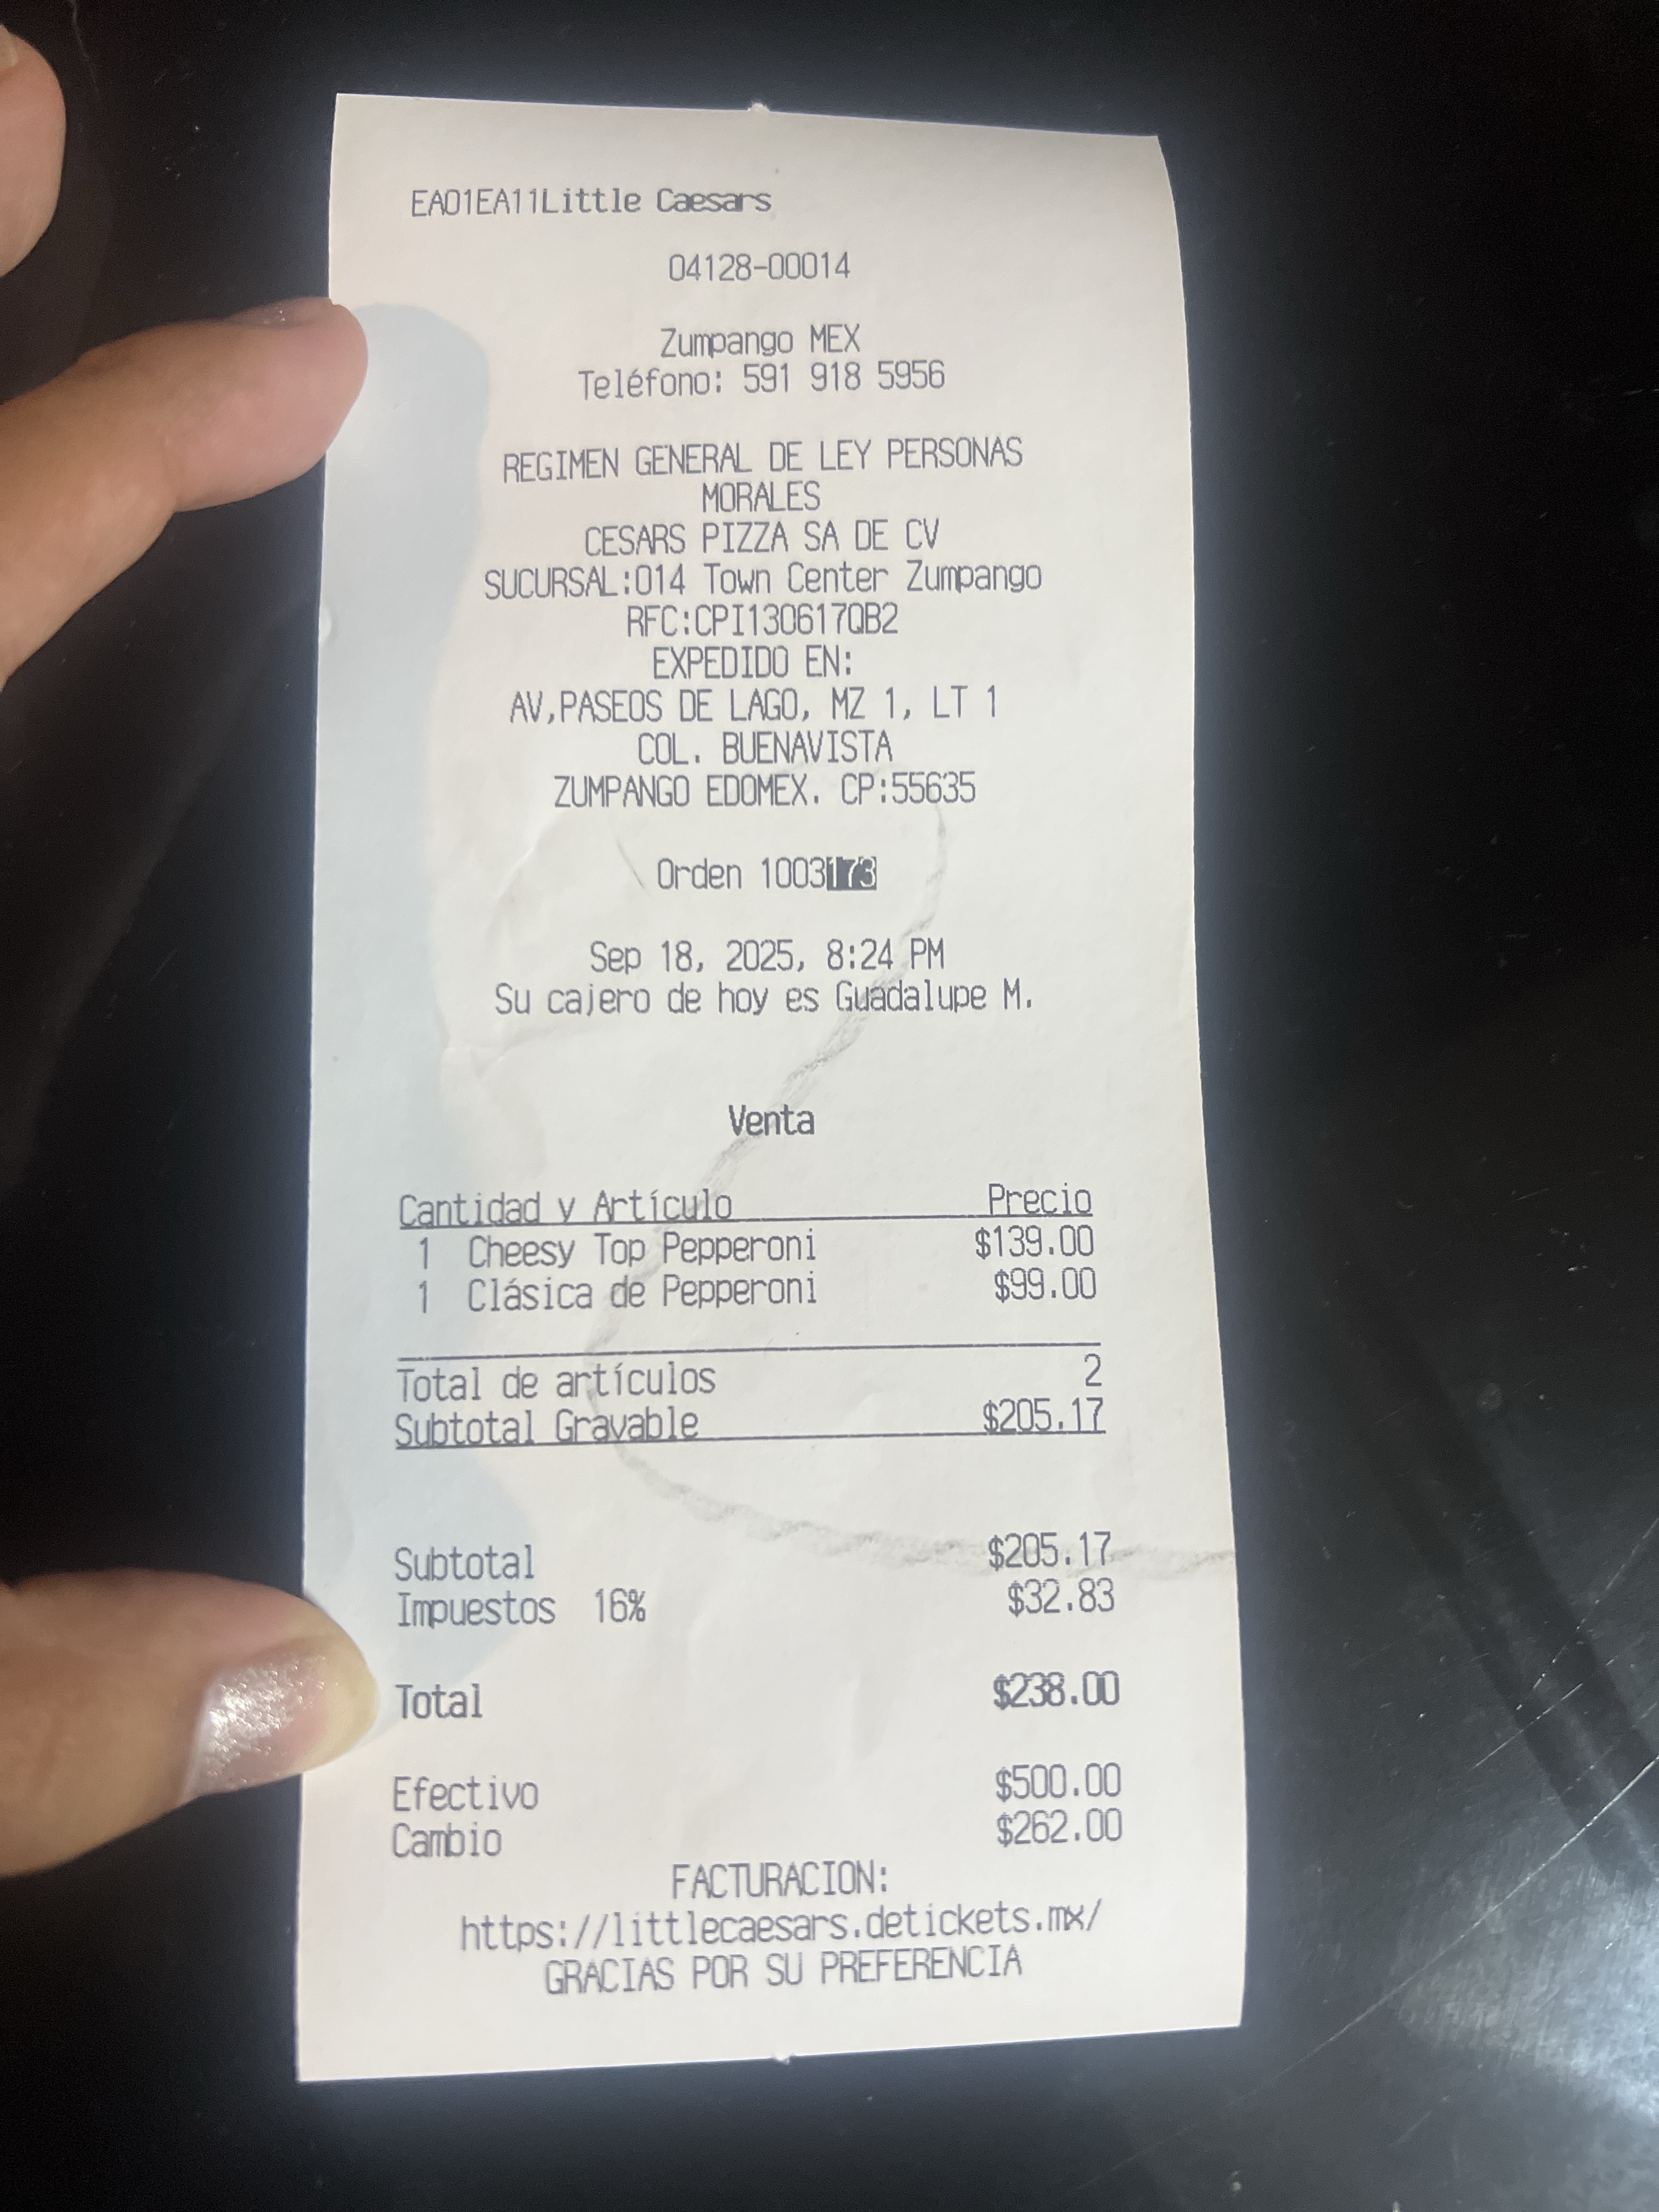 EA01EA11Little Caesars
04128-00014
Zumpango MEX
Teléfono: 591 918 5956
REGIMEN GENERAL DE LEY PERSONAS
MORALES
CESARS PIZZA SA DE CV
SUCURSAL:014 Town Center Zumpango
RFC:CPI130617QB2
EXPEDIDO EN:
AV,PASEOS DE LAGO, MZ 1, LT 1
COL. BUENAVISTA
ZUMPANGO EDOMEX. CP:55635
Orden 1003173
Sep 18, 2025, 8:24 PM
Su cajero de hoy es Guadalupe M.
Venta
Cantidad y Artículo Precio
1 Cheesy Top Pepperoni $139.00
1 Clásica de Pepperoni $99.00
Total de artículos 2
Subtotal Gravable $205.17
Subtotal $205.17
Impuestos 16% $32.83
Total $238.00
Efectivo $500.00
Cambio $262.00
FACTURACION:
https://littlecaesars.detickets.mx/
GRACIAS POR SU PREFERENCIA